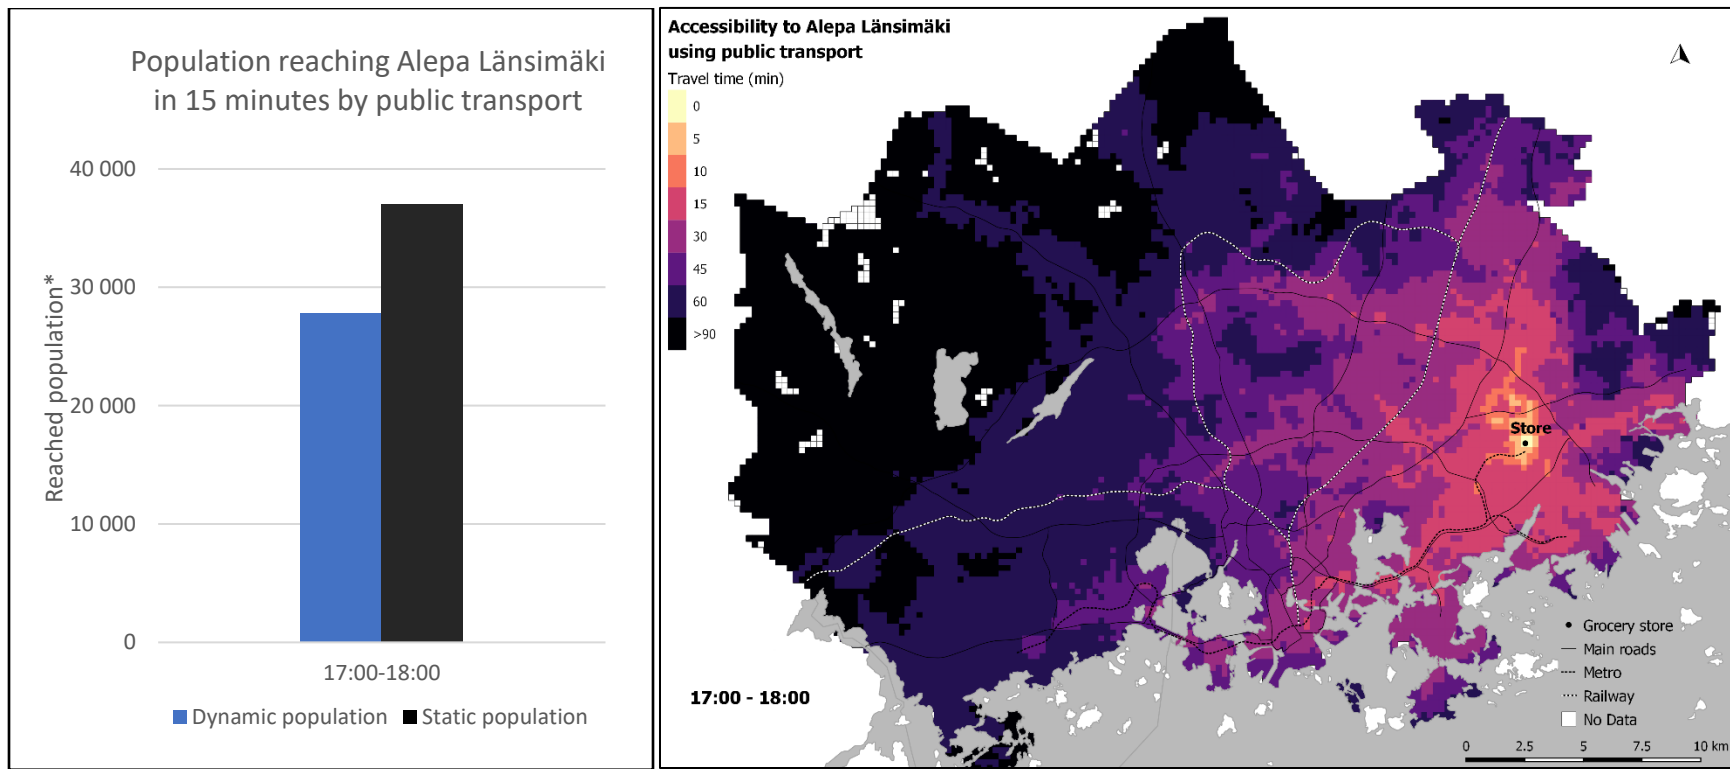 Population reaching Alepa Länsimäki
in 15 minutes by public transport
40 000
30 000
20 000
10 000
0
Reached population*
17:00-18:00
Dynamic population
Static population
Accessibility to Alepa Länsimäki
using public transport
Travel time (min)
0
5
10
15
30
45
60
>90
Store
17:00 - 18:00
Grocery store
Main roads
Metro
Railway
No Data
0 2.5 5 7.5 10 km